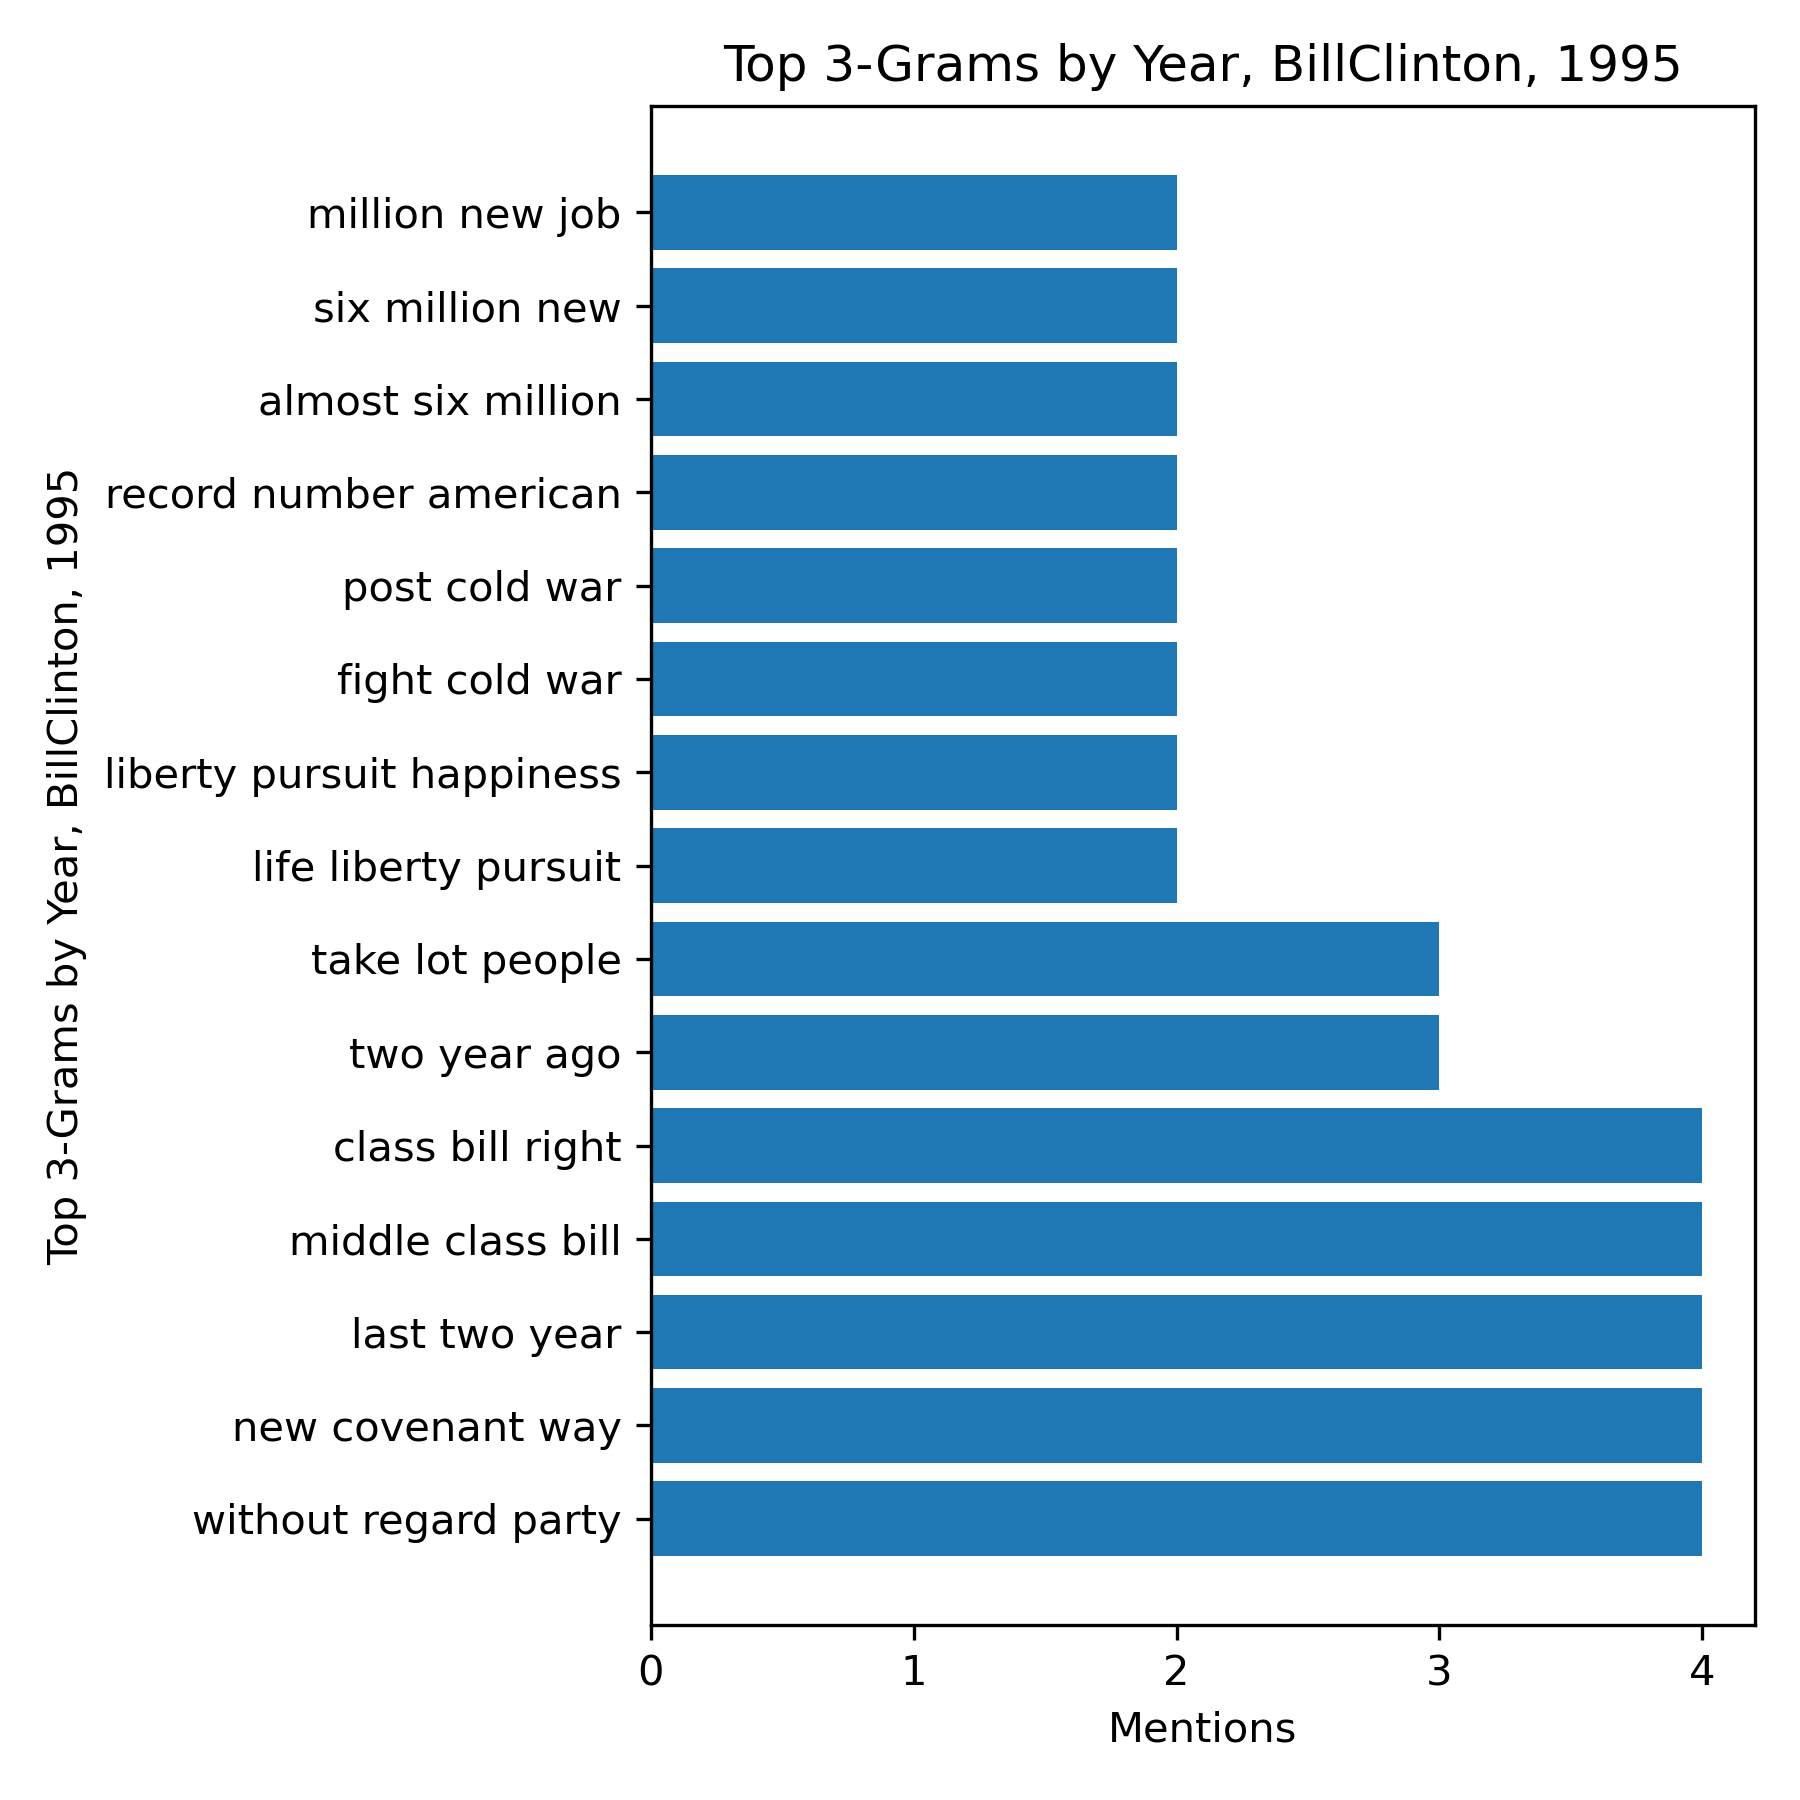 Top 3-Grams by Year, BillClinton, 1995
Top 3-Grams by Year, BillClinton, 1995
million new job
six million new
almost six million
record number american
post cold war
fight cold war
liberty pursuit happiness
life liberty pursuit
take lot people
two year ago
class bill right
middle class bill
last two year
new covenant way
without regard party
0 1 2 3 4
Mentions